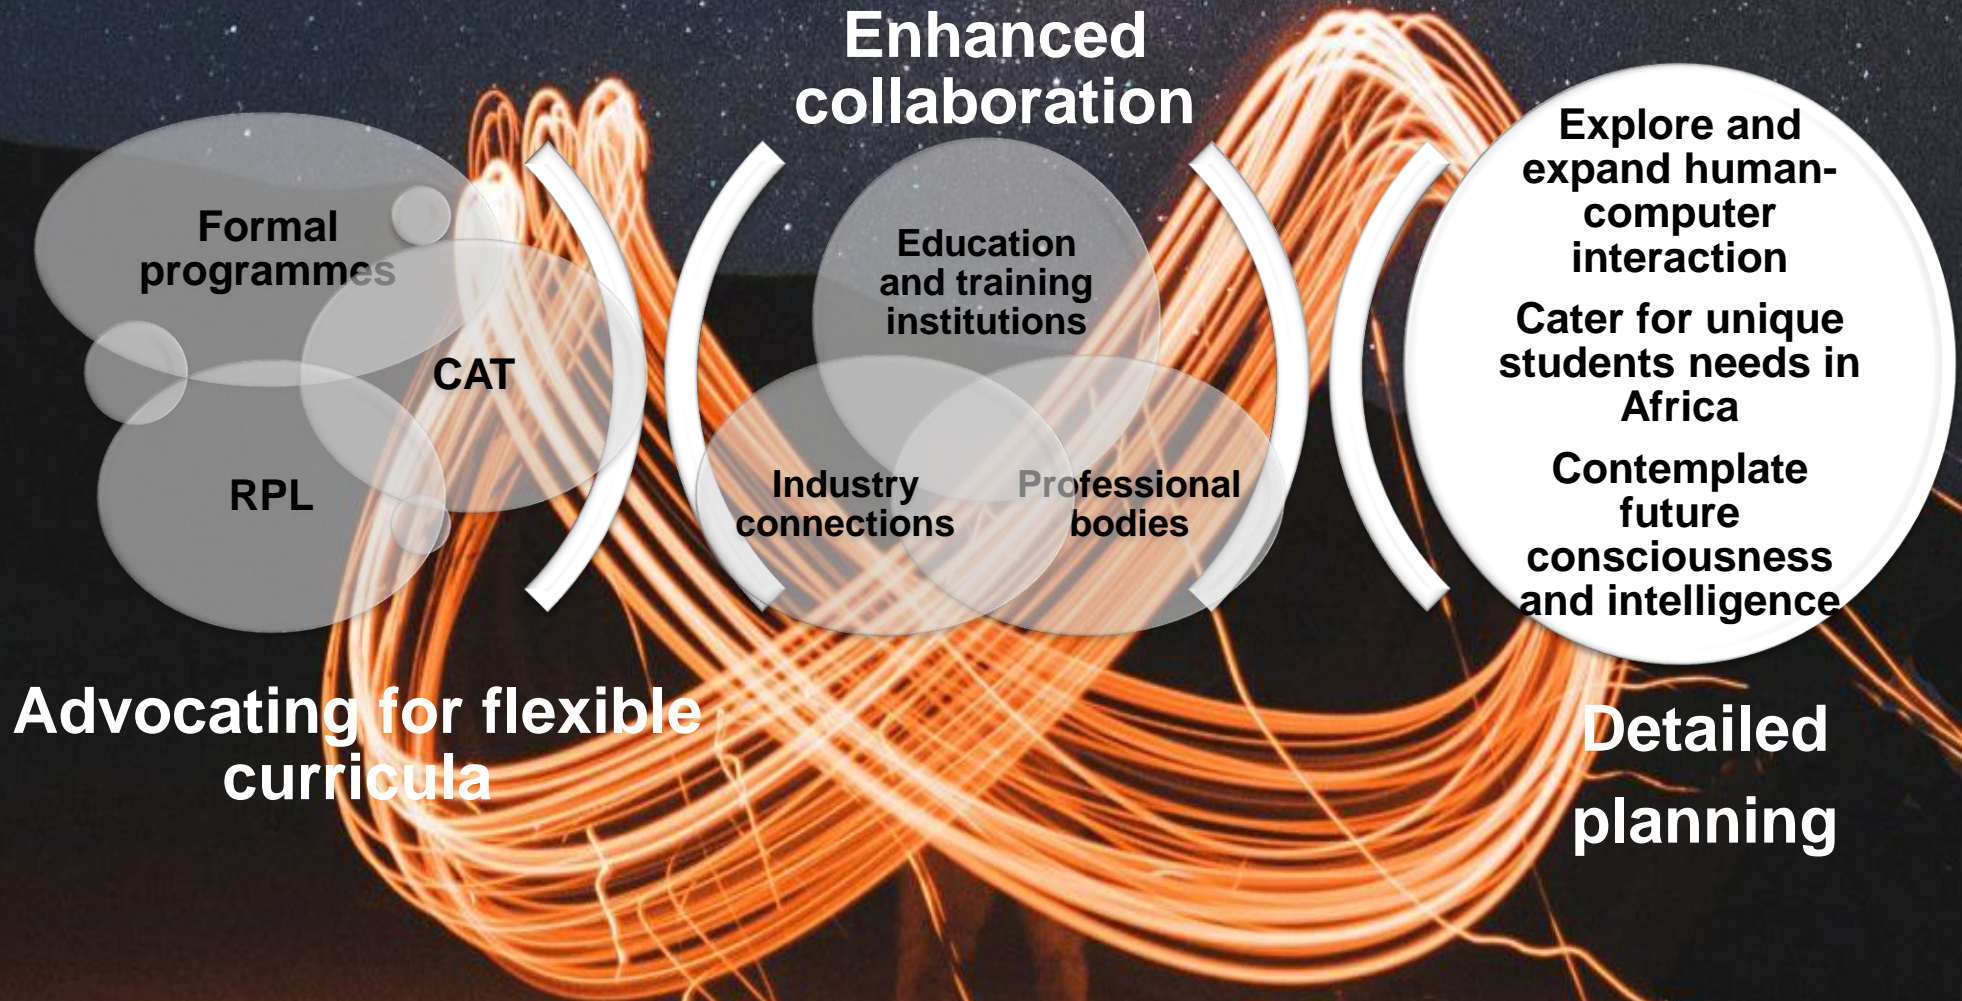 Enhanced
collaboration
Formal
programmes
CAT
RPL
Advocating for flexible
curricula
Education
and training
institutions
Industry
connections
Professional
bodies
Explore and
expand human-
computer
interaction
Cater for unique
students needs in
Africa
Contemplate
future
consciousness
and intelligence
Detailed
planning